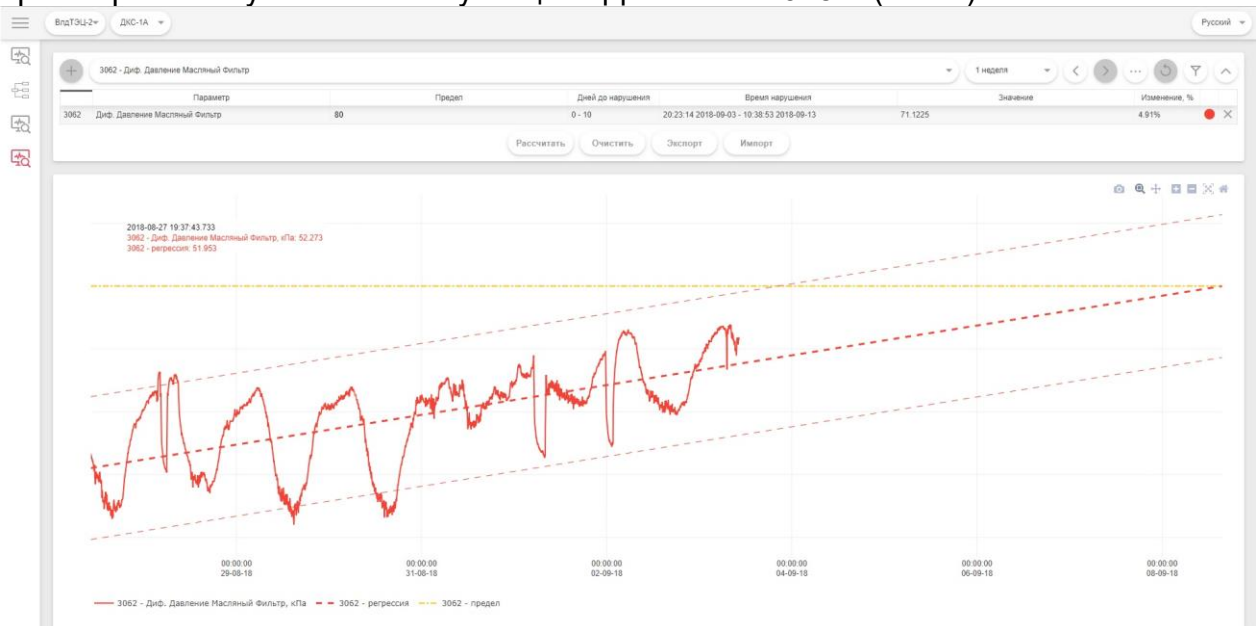 ВлдТЭЦ-2
ДКС-1А
Русский
3062 - Диф. Давление Масляный Фильтр
1 неделя
Параметр Предел Дней до нарушения Время нарушения Значение Изменение, %
3062 Диф. Давление Масляный Фильтр 80 0 - 10 20:23:14 2018-09-03 - 10:38:53 2018-09-13 71.1225 4.91%
Рассчитать Очистить Экспорт Импорт
2018-08-27 19:37:43.733
3062 - Диф. Давление Масляный Фильтр, кПа: 52.273
3062 - регрессия: 51.953
00:00:00 00:00:00 00:00:00 00:00:00 00:00:00 00:00:00
29-08-18 31-08-18 02-09-18 04-09-18 06-09-18 08-09-18
3062 - Диф. Давление Масляный Фильтр, кПа 3062 - регрессия 3062 - предел